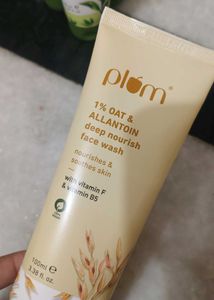 plum
1% OAT &
ALLANTOIN
deep nourish
face wash
nourishes &
soothes skin
with vitamin F
& vitamin B5
100ml ℮
3.38 fl. oz.